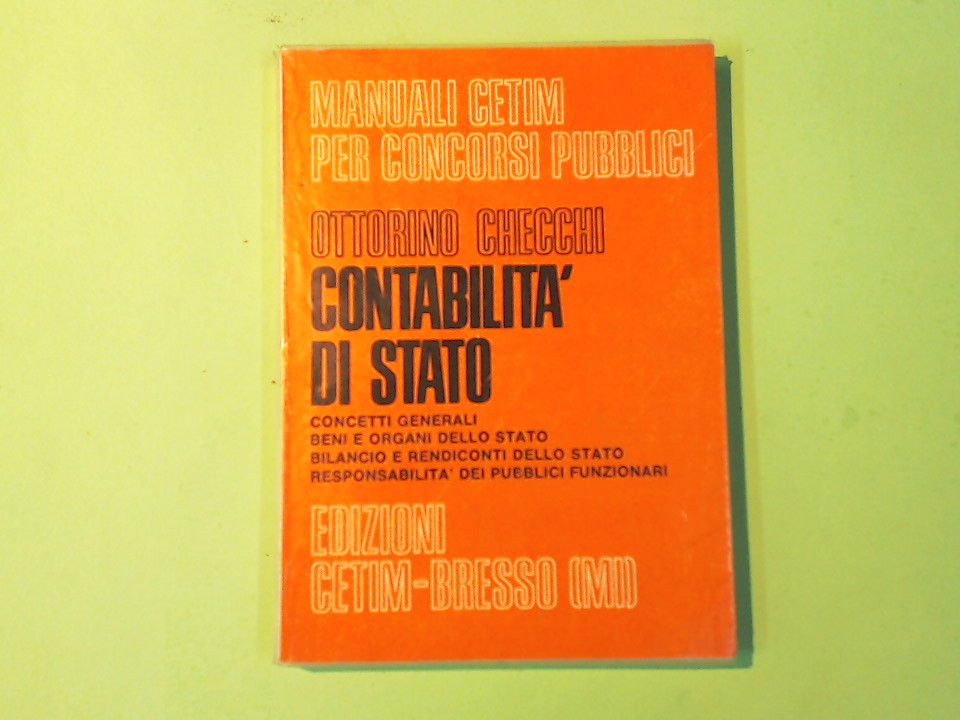 MANUALI CETIM
PER CONCORSI PUBBLICI
OTTORINO CHECCHI
CONTABILITA'
DI STATO
CONCETTI GENERALI
BENI E ORGANI DELLO STATO
BILANCIO E RENDICONTI DELLO STATO
RESPONSABILITA' DEI PUBBLICI FUNZIONARI
EDIZIONI
CETIM-BRESSO (MI)